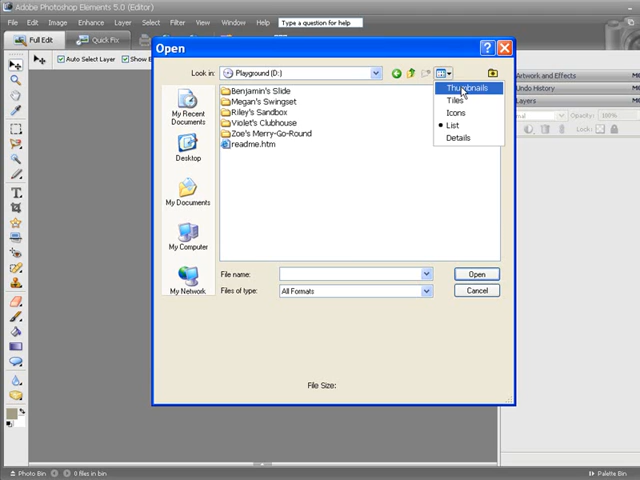 Adobe Photoshop Elements 5.0 (Editor)
File Edit Image Enhance Layer Select Filter View Window Help Type a question for help
Full Edit Quick Fix
Auto Select Layer
Open
Look in: Playground (D:)
Thumbnails
Tiles
Icons
List
Details
Benjamin's Slide
Megan's Swingset
Riley's Sandbox
Violet's Clubhouse
Zoe's Merry-Go-Round
readme.htm
My Recent
Documents
Desktop
My Documents
My Computer
My Network
File name: Open
Files of type: All Formats Cancel
File Size:
Artwork and Effects
Undo History
Layers
Opacity: 100%
Photo Bin 0 files in bin
Palette Bin